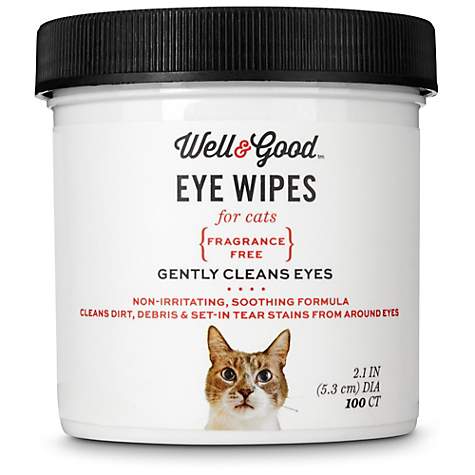 Well&Good™
EYE WIPES
for cats
{FRAGRANCE
FREE}
GENTLY CLEANS EYES
NON-IRRITATING, SOOTHING FORMULA
CLEANS DIRT, DEBRIS & SET-IN TEAR STAINS FROM AROUND EYES
2.1 IN
(5.3 cm) DIA
100 CT